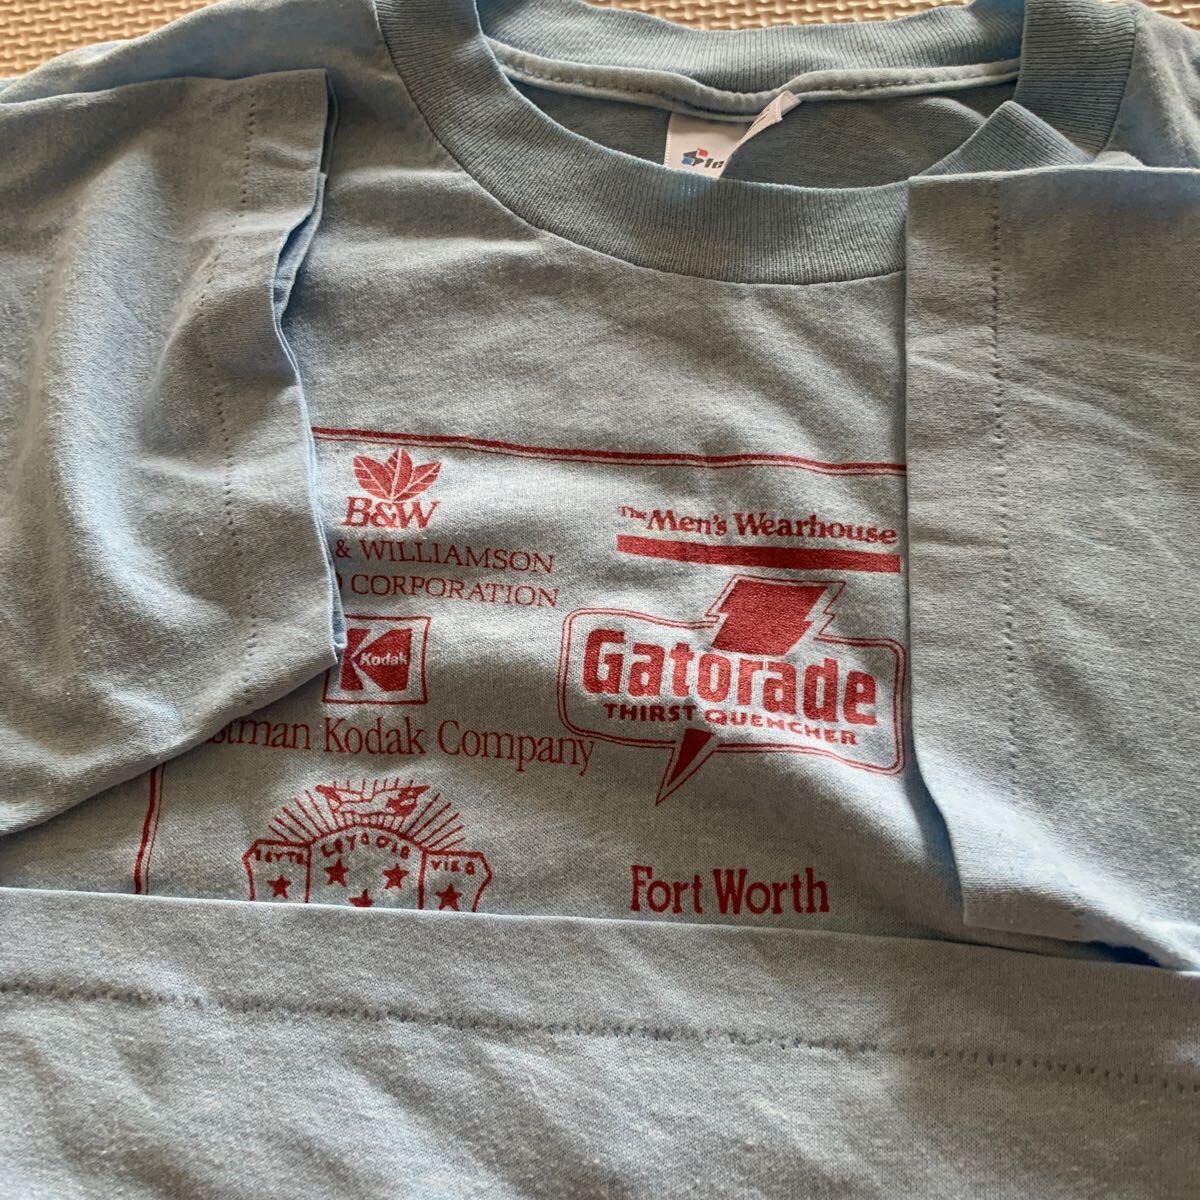 B&W
& WILLIAMSON
CORPORATION
The Men's Wearhouse
Kodak
Gatorade
THIRST QUENCHER
stman Kodak Company
Fort Worth